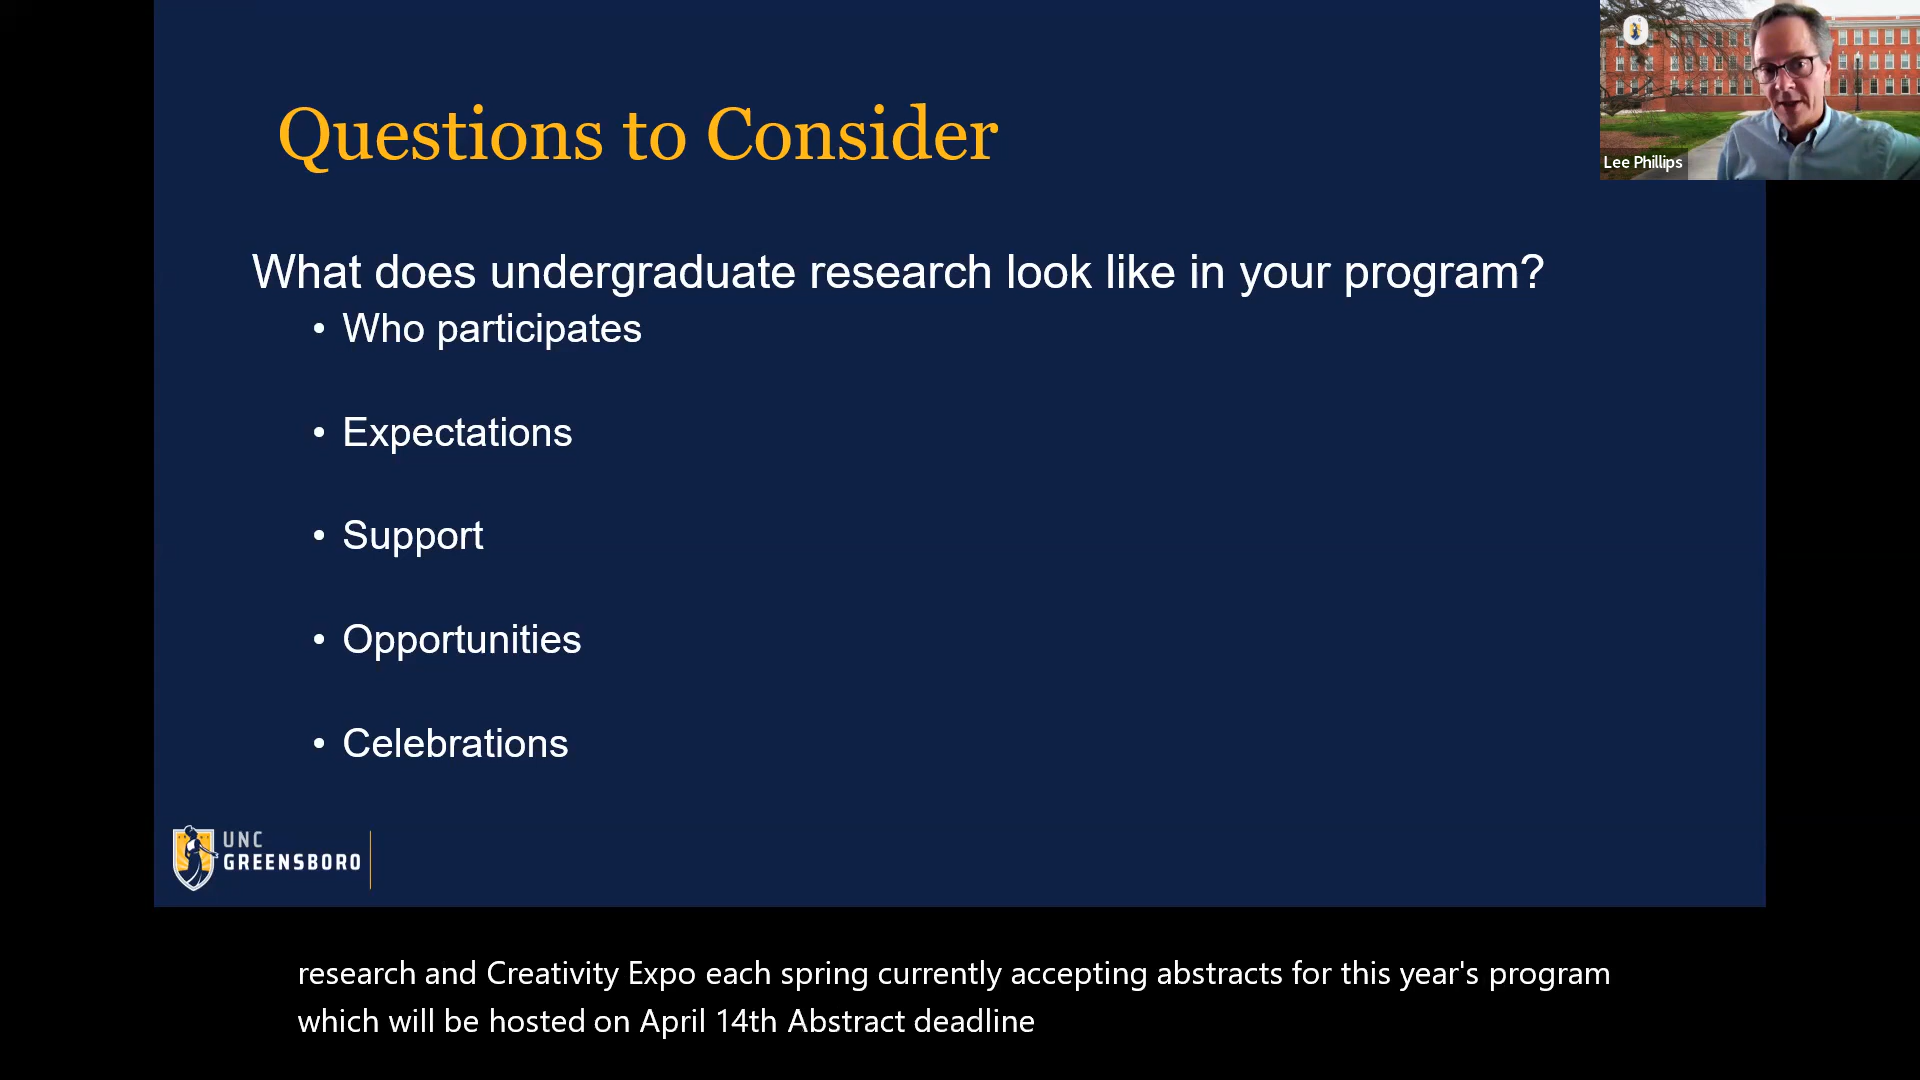 Questions to Consider
Lee Phillips
What does undergraduate research look like in your program?
• Who participates
• Expectations
• Support
• Opportunities
• Celebrations
UNC
GREENSBORO
research and Creativity Expo each spring currently accepting abstracts for this year's program
which will be hosted on April 14th Abstract deadline